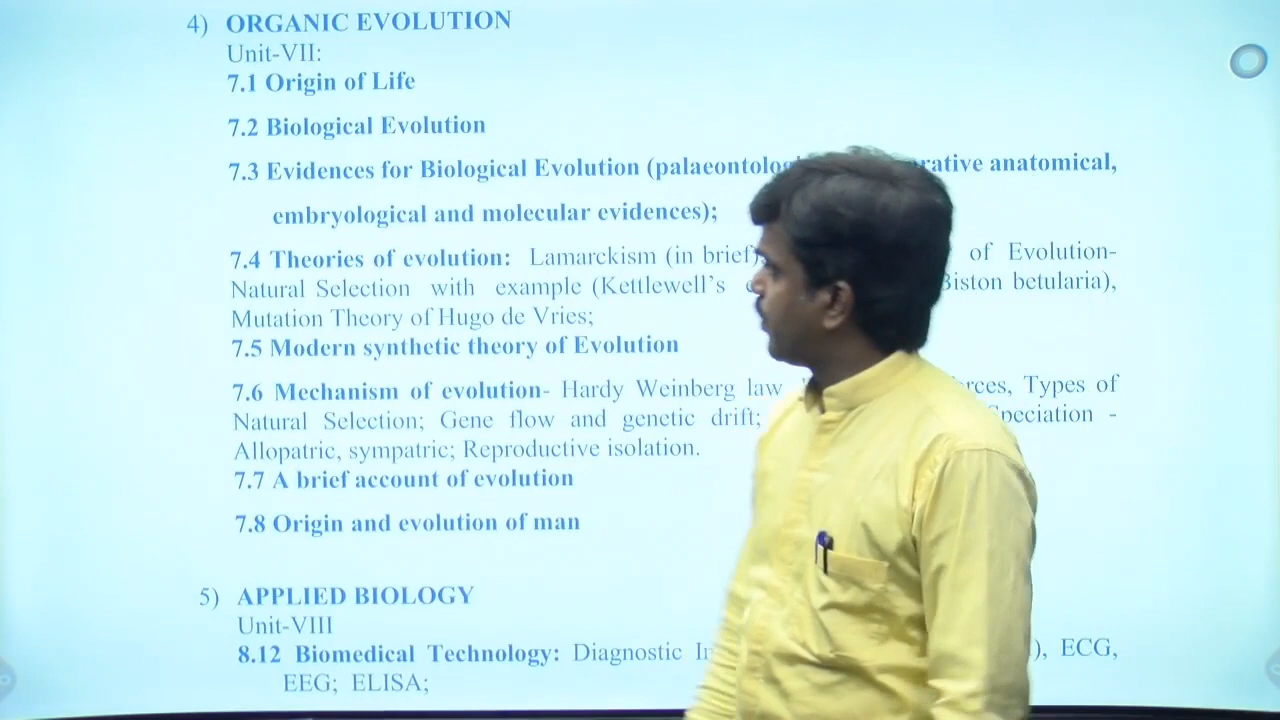 4) ORGANIC EVOLUTION
Unit-VII:
7.1 Origin of Life
7.2 Biological Evolution
7.3 Evidences for Biological Evolution (palaeontolog anatomical,
embryological and molecular evidences);
7.4 Theories of evolution: Lamarckism (in brief) of Evolution-
Natural Selection with example (Kettlewell's Biston betularia),
Mutation Theory of Hugo de Vries;
7.5 Modern synthetic theory of Evolution
7.6 Mechanism of evolution- Hardy Weinberg law Types of
Natural Selection; Gene flow and genetic drift; Speciation -
Allopatric, sympatric; Reproductive isolation.
7.7 A brief account of evolution
7.8 Origin and evolution of man
5) APPLIED BIOLOGY
Unit-VIII
8.12 Biomedical Technology: Diagnostic ), ECG,
EEG; ELISA;